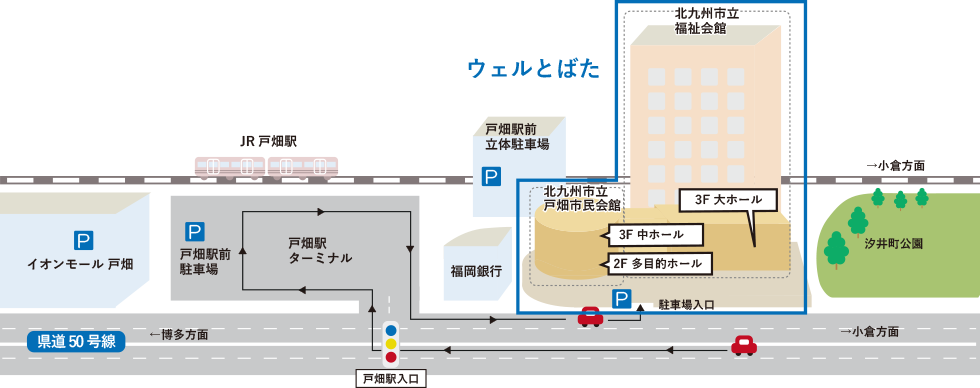 北九州市立
福祉会館
ウェルとばた
戸畑駅前
立体駐車場
P
JR 戸畑駅
→小倉方面
北九州市立
戸畑市民会館
3F 大ホール
3F 中ホール
2F 多目的ホール
汐井町公園
P
イオンモール 戸畑
P
戸畑駅前
駐車場
戸畑駅
ターミナル
福岡銀行
P
駐車場入口
県道50号線
←博多方面
→小倉方面
戸畑駅入口